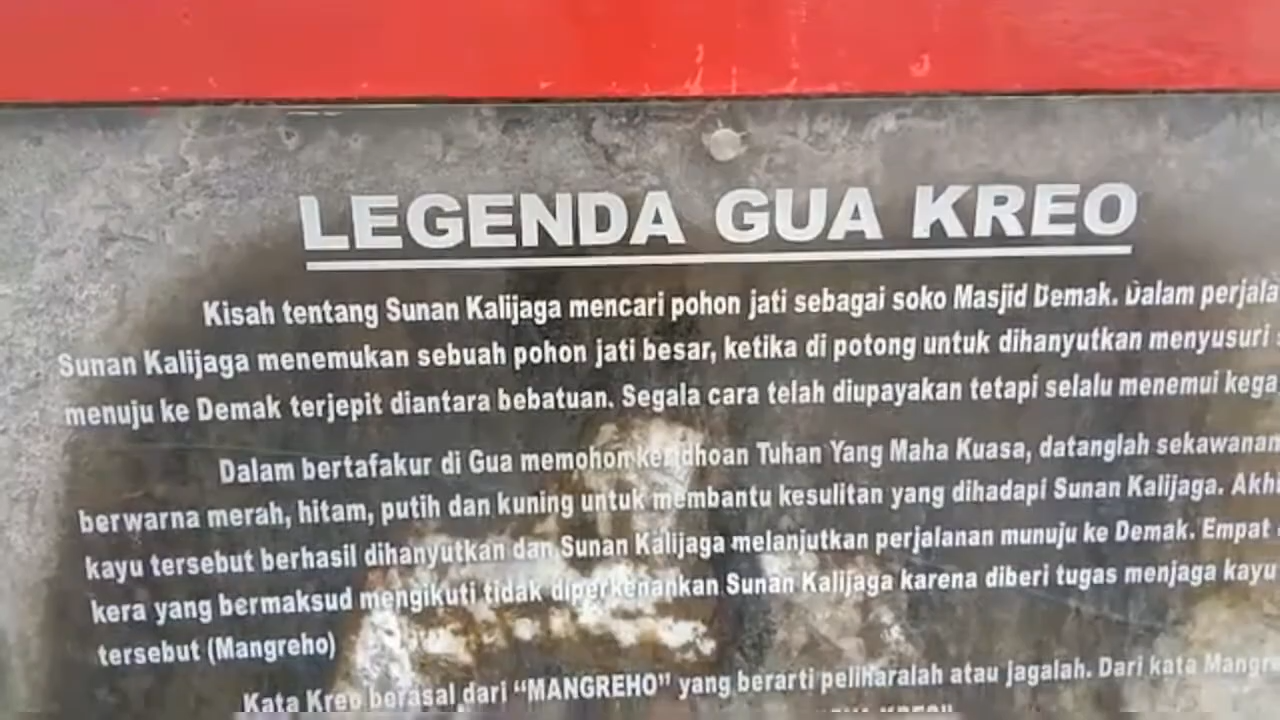 LEGENDA GUA KREO
Kisah tentang Sunan Kalijaga mencari pohon jati sebagai soko Masjid Demak. Dalam perjala
Sunan Kalijaga menemukan sebuah pohon jati besar, ketika di potong untuk dihanyutkan menyusuri
menuju ke Demak terjepit diantara bebatuan. Segala cara telah diupayakan tetapi selalu menemui kega
Dalam bertafakur di Gua memohon keridhoan Tuhan Yang Maha Kuasa, datanglah sekawanan
berwarna merah, hitam, putih dan kuning untuk membantu kesulitan yang dihadapi Sunan Kalijaga. Akhi
kayu tersebut berhasil dihanyutkan dan Sunan Kalijaga melanjutkan perjalanan munuju ke Demak. Empat
kera yang bermaksud mengikuti tidak diperkenankan Sunan Kalijaga karena diberi tugas menjaga kayu
tersebut (Mangreho)
Kata Kreo berasal dari “MANGREHO” yang berarti peliharalah atau jagalah. Dari kata Mangre